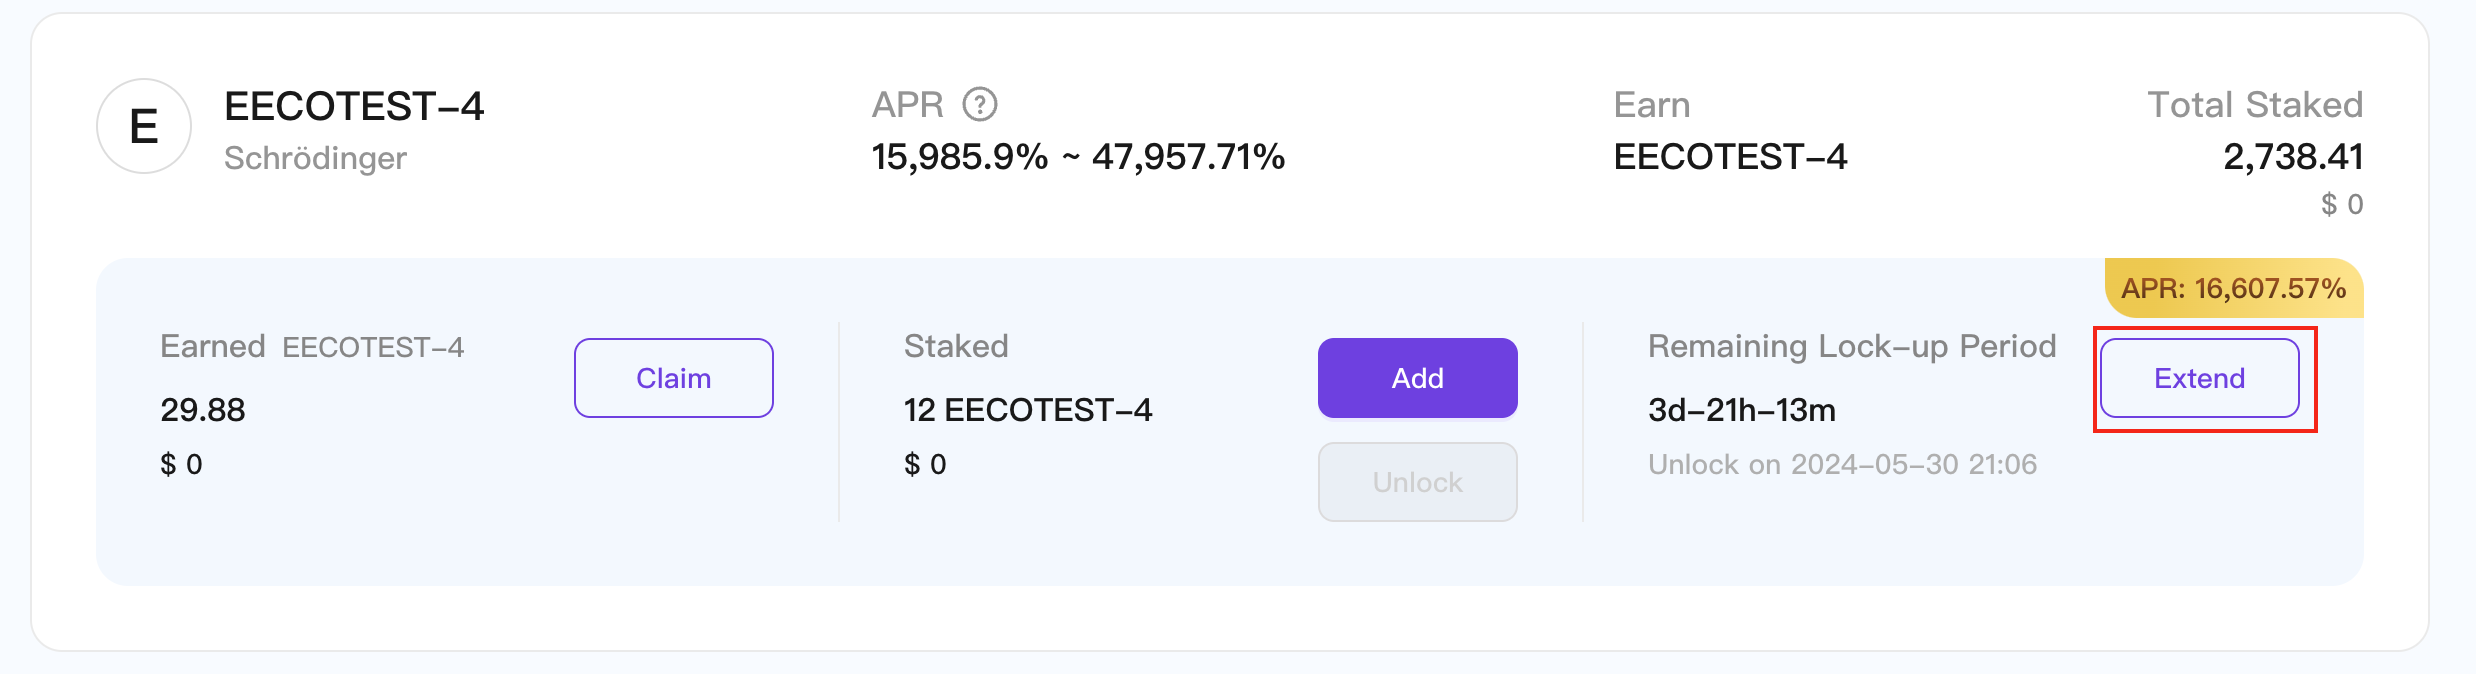 E
EECOTEST-4
Schrödinger
APR ?
15,985.9% ~ 47,957.71%
Earn
EECOTEST-4
Total Staked
2,738.41
$ 0
APR: 16,607.57%
Earned EECOTEST-4
29.88
$ 0
Claim
Staked
12 EECOTEST-4
$ 0
Add
Unlock
Remaining Lock-up Period
3d-21h-13m
Unlock on 2024-05-30 21:06
Extend